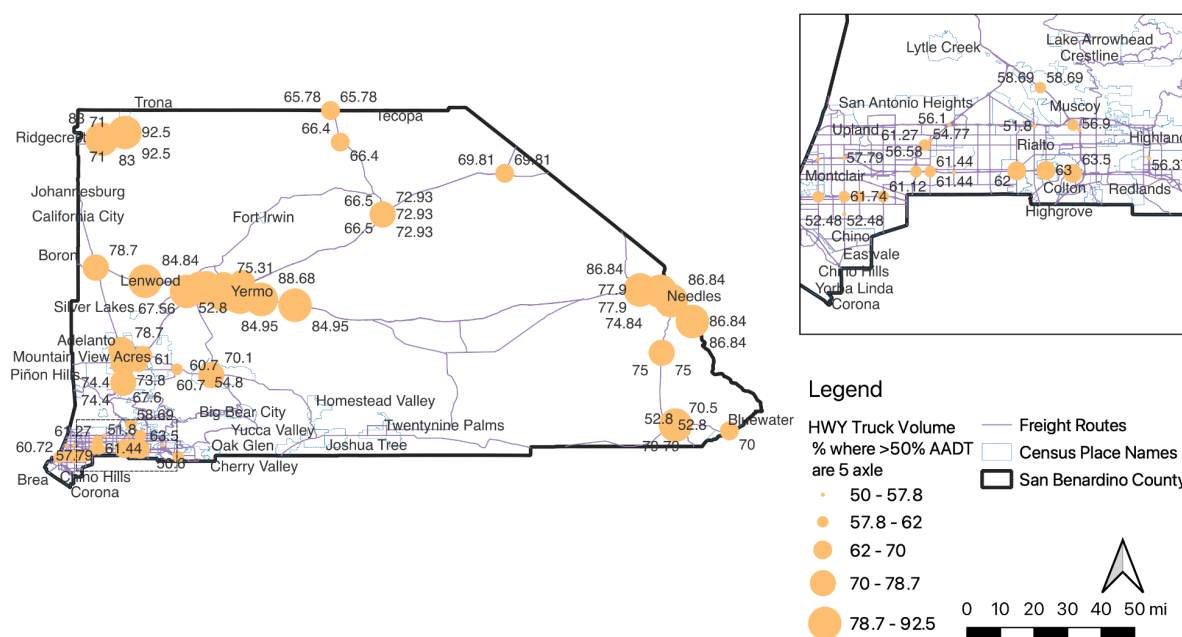 Trona
65.78 65.78
Tecopa
83
71
92.5
Ridgecrest
71
83
92.5
66.4
66.4
69.81 69.81
Johannesburg
California City
Fort Irwin
66.5
72.93
72.93
66.5
72.93
Boron
78.7
84.84
75.31
88.68
Lenwood
Yermo
Silver Lakes
67.56
52.8
84.95
84.95
86.84
86.84
77.9
Needles
77.9
74.84
86.84
86.84
Adelanto
78.7
Mountain View Acres
61
60.7
70.1
Piñon Hills
74.4
73.8
60.7
54.8
74.4
67.6
75 75
58.69
Big Bear City
Homestead Valley
61.27
51.8
63.5
Yucca Valley
Twentynine Palms
60.72
57.79
61.44
Oak Glen
Joshua Tree
50.6
Cherry Valley
Brea
Chino Hills
Corona
70.5
52.8
52.8
Bluewater
70 70
70
Lytle Creek
Lake Arrowhead
Crestline
58.69 58.69
San Antonio Heights
Muscoy
56.1
51.8
56.9
Upland
61.27
54.77
Rialto
Highland
57.79
56.58
61.44
63.5
56.37
Montclair
61.12
61.44
62
63
Colton
Redlands
61.74
52.48 52.48
Highgrove
Chino
Eastvale
Chino Hills
Yorba Linda
Corona
Legend
HWY Truck Volume
% where >50% AADT
are 5 axle
50 - 57.8
57.8 - 62
62 - 70
70 - 78.7
78.7 - 92.5
Freight Routes
Census Place Names
San Benardino County
0 10 20 30 40 50 mi